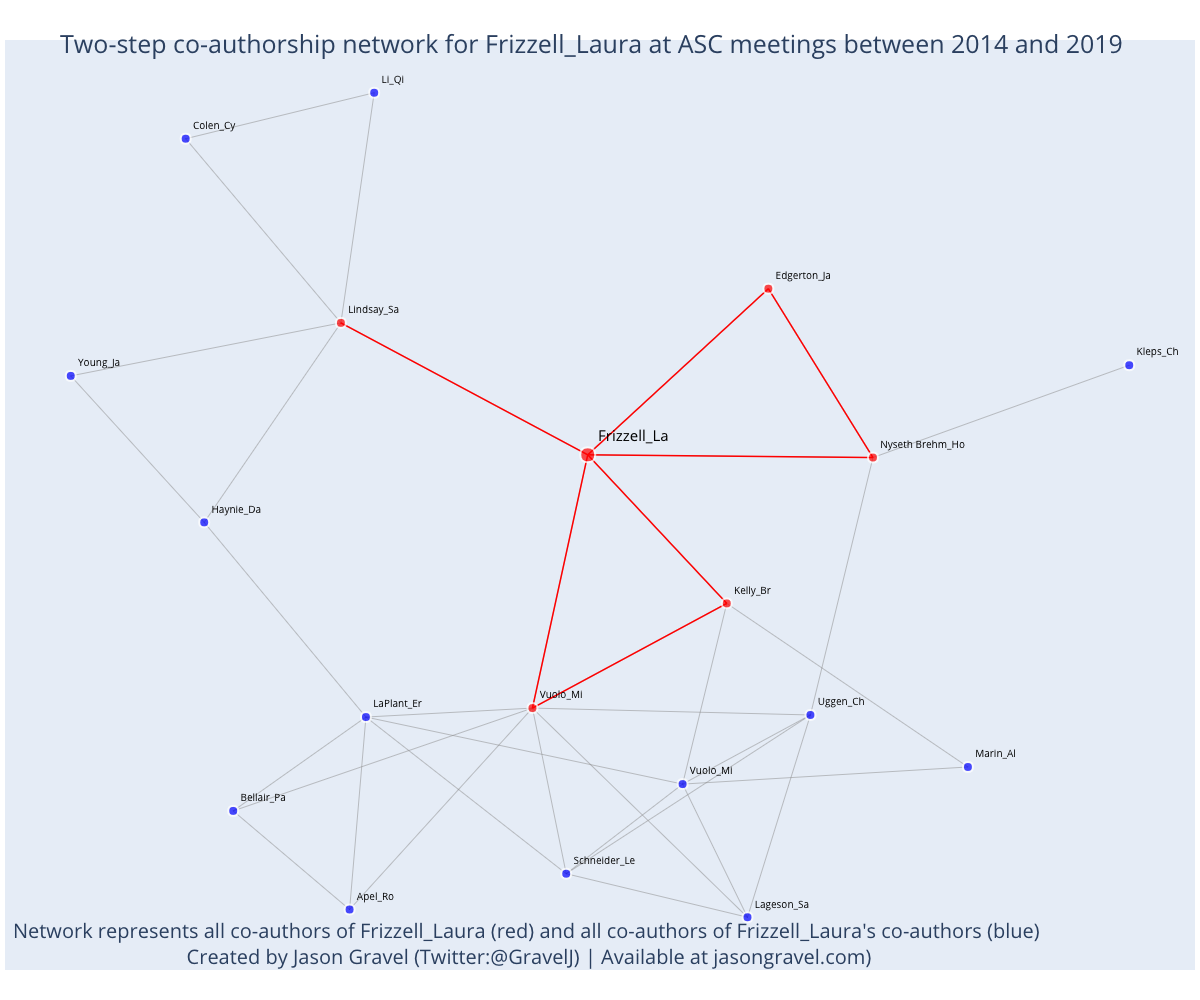 Two-step co-authorship network for Frizzell_Laura at ASC meetings between 2014 and 2019
Li_Qi
Colen_Cy
Edgerton_Ja
Lindsay_Sa
Kleps_Ch
Young_Ja
Frizzell_La
Nyseth Brehm_Ho
Haynie_Da
Kelly_Br
Vuolo_Mi
LaPlant_Er
Uggen_Ch
Marin_Al
Vuolo_Mi
Bellair_Pa
Schneider_Le
Apel_Ro
Lageson_Sa
Network represents all co-authors of Frizzell_Laura (red) and all co-authors of Frizzell_Laura's co-authors (blue)
Created by Jason Gravel (Twitter:@GravelJ) | Available at jasongravel.com)